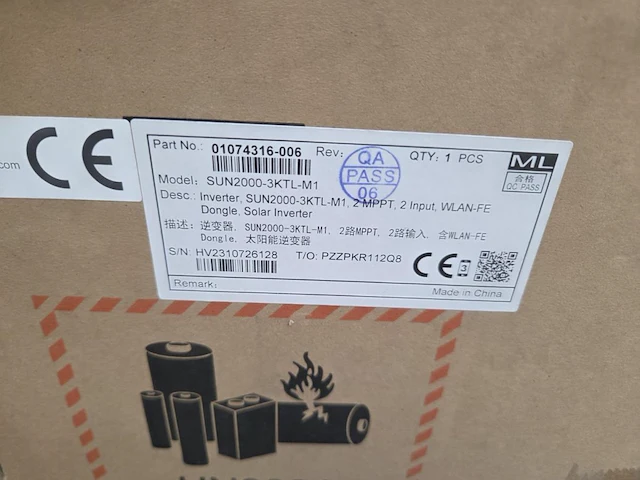 .com CE
Part No.: 01074316-006 Rev: QTY: 1 PCS ML
QA PASS 06
合格
QC PASS
Model: SUN2000-3KTL-M1
Desc.: Inverter, SUN2000-3KTL-M1, 2 MPPT, 2 Input, WLAN-FE
Dongle, Solar Inverter
描述: 逆变器, SUN2000-3KTL-M1, 2路MPPT, 2路输入, 含WLAN-FE
Dongle, 太阳能逆变器
S/N: HV2310726128 T/O: PZZPKR112Q8 CE 3
Remark: Made in China